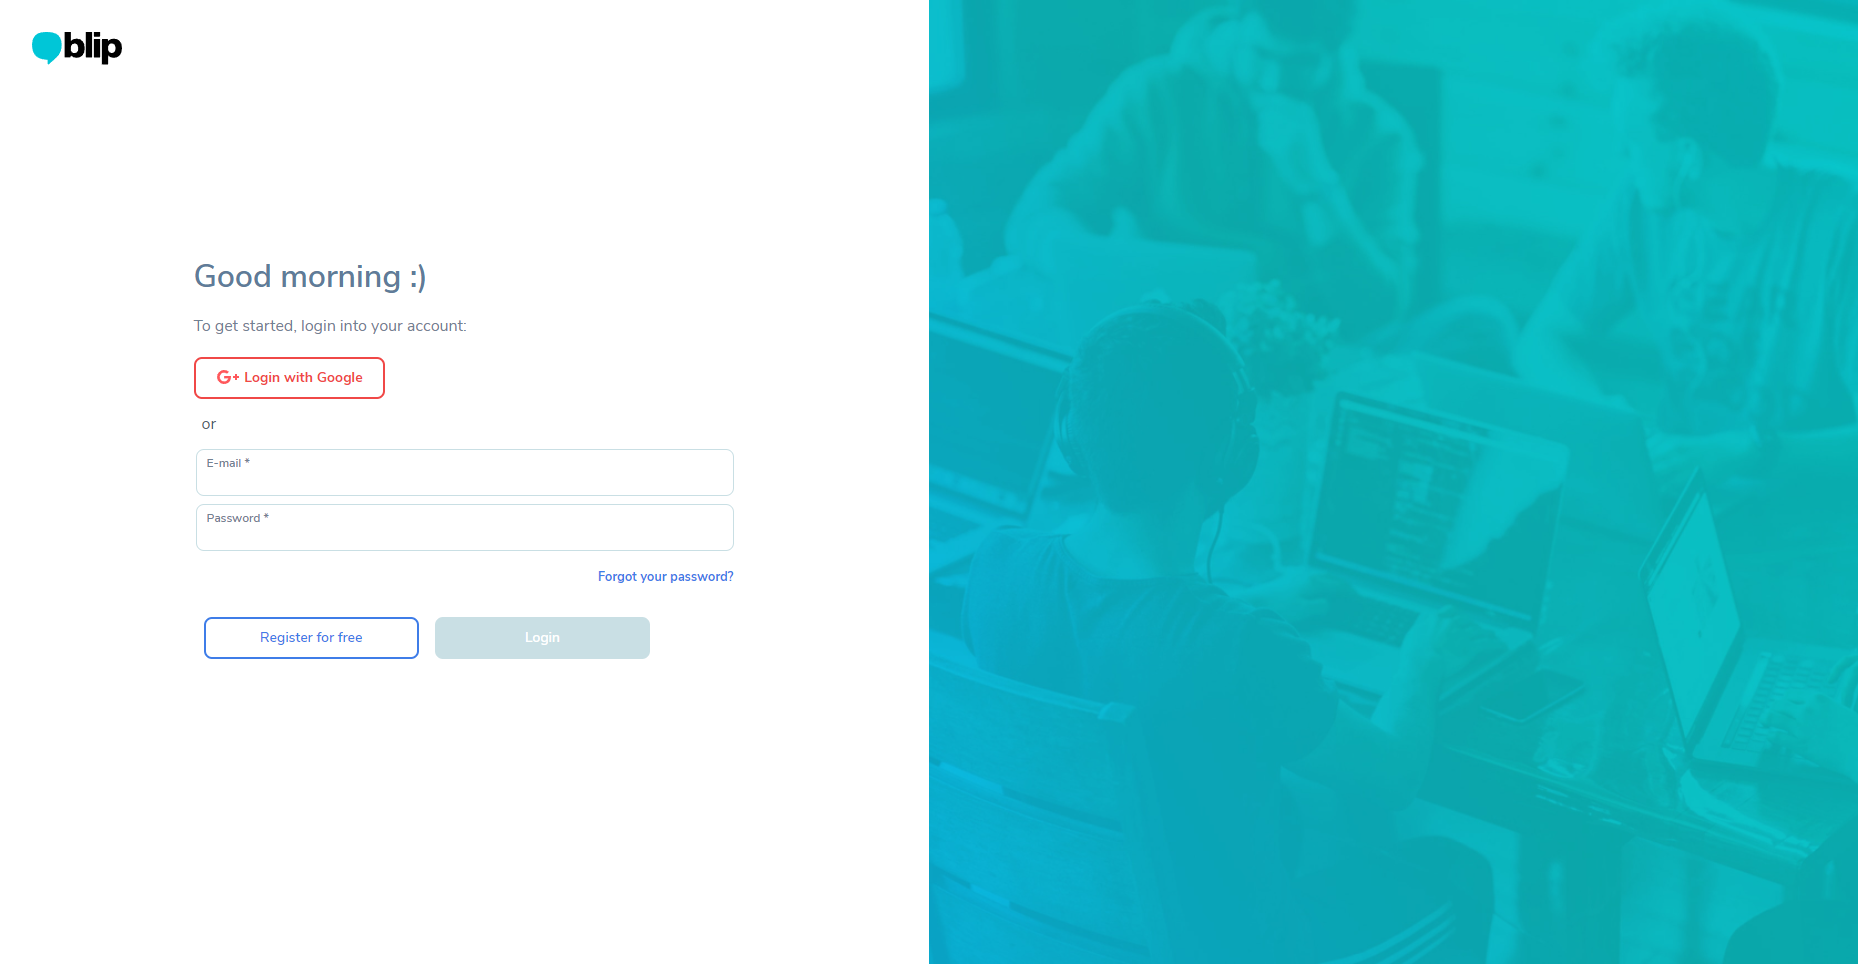 blip
Good morning :)
To get started, login into your account:
G+ Login with Google
or
E-mail *
Password *
Forgot your password?
Register for free
Login